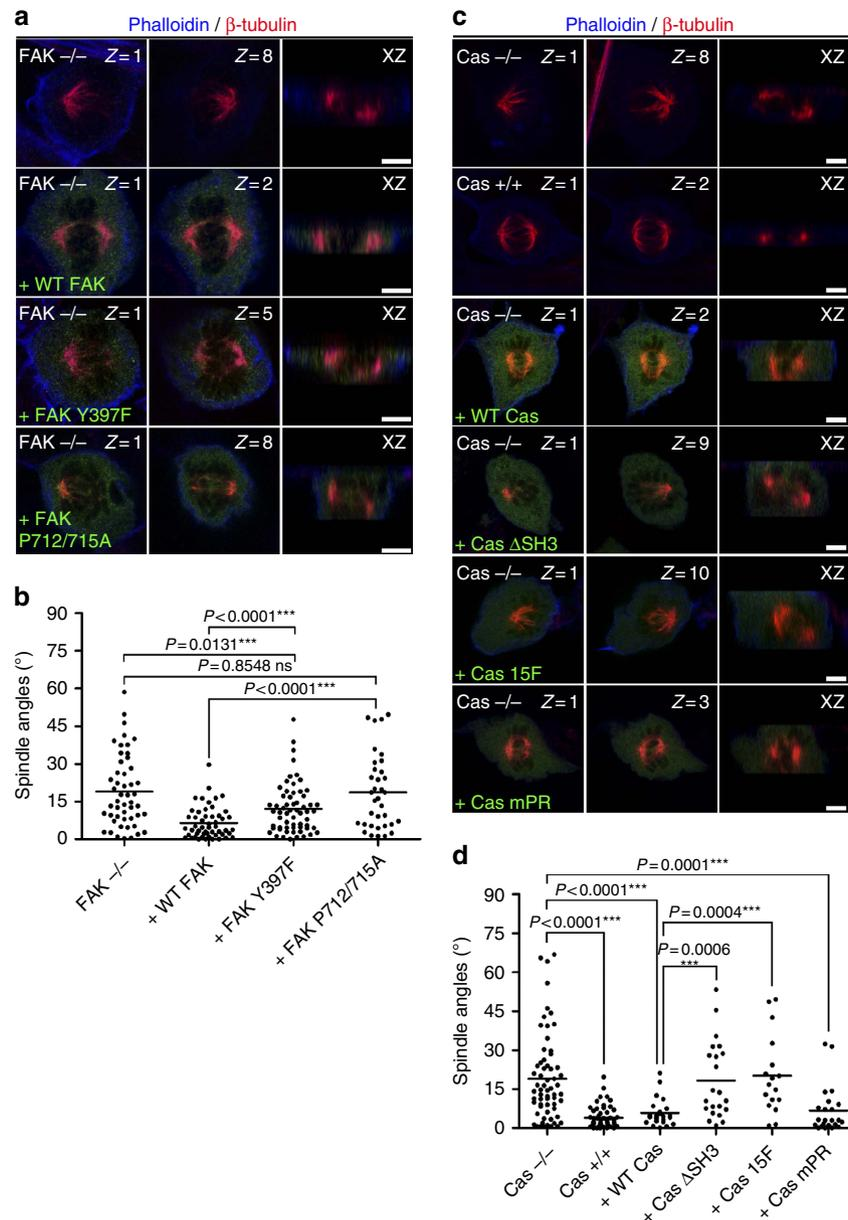 a
Phalloidin / β-tubulin
FAK –/– Z=1 Z=8 XZ
FAK –/– Z=1 Z=2 XZ
+ WT FAK
FAK –/– Z=1 Z=5 XZ
+ FAK Y397F
FAK –/– Z=1 Z=8 XZ
+ FAK
P712/715A
b
P<0.0001***
P=0.0131***
P=0.8548 ns
P<0.0001***
90
75
60
45
30
15
0
Spindle angles (°)
FAK –/–
+ WT FAK
+ FAK Y397F
+ FAK P712/715A
c
Phalloidin / β-tubulin
Cas –/– Z=1 Z=8 XZ
Cas +/+ Z=1 Z=2 XZ
Cas –/– Z=1 Z=2 XZ
+ WT Cas
Cas –/– Z=1 Z=9 XZ
+ Cas ΔSH3
Cas –/– Z=1 Z=10 XZ
+ Cas 15F
Cas –/– Z=1 Z=3 XZ
+ Cas mPR
d
P=0.0001***
P<0.0001***
P<0.0001***
P=0.0004***
P=0.0006
***
90
75
60
45
30
15
0
Spindle angles (°)
Cas –/–
Cas +/+
+ WT Cas
+ Cas ΔSH3
+ Cas 15F
+ Cas mPR